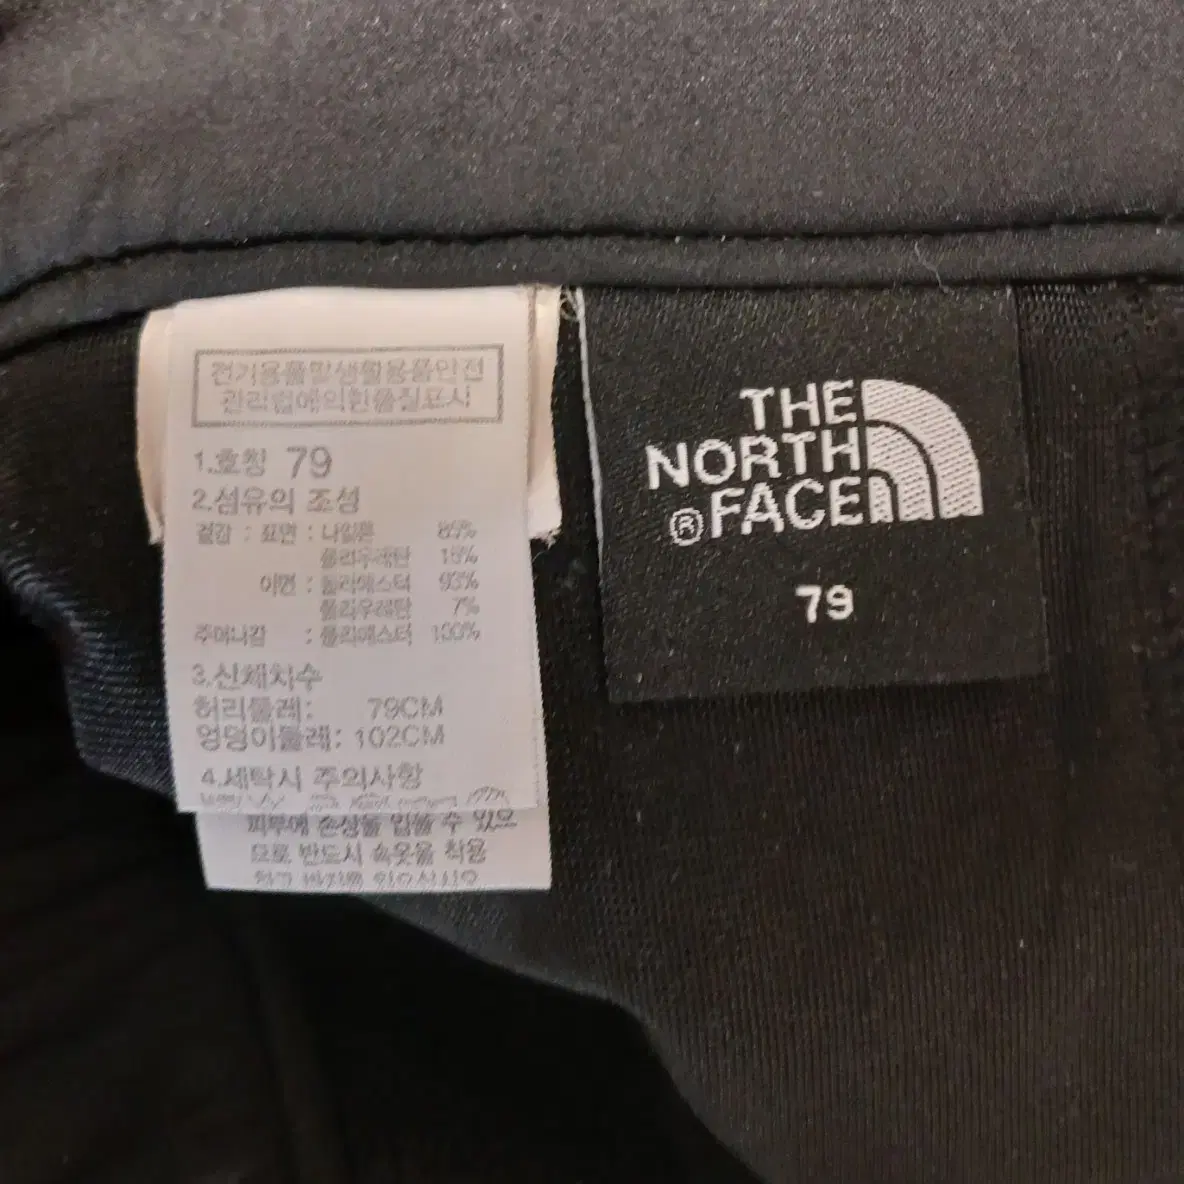 전기용품및생활용품안전
관리법에의한품질표시
1.호칭 79
2.섬유의 조성
겉감 : 표면 : 나일론
폴리우레탄
이면 : 폴리에스터 93%
폴리우레탄 7%
주머니감 : 폴리에스터 100%
3.신체치수
허리둘레: 79CM
엉덩이둘레: 102CM
4.세탁시 주의사항
피부에 손상을 입을 수 있으
므로 반드시 속옷을 착용
THE
NORTH
® FACE
79